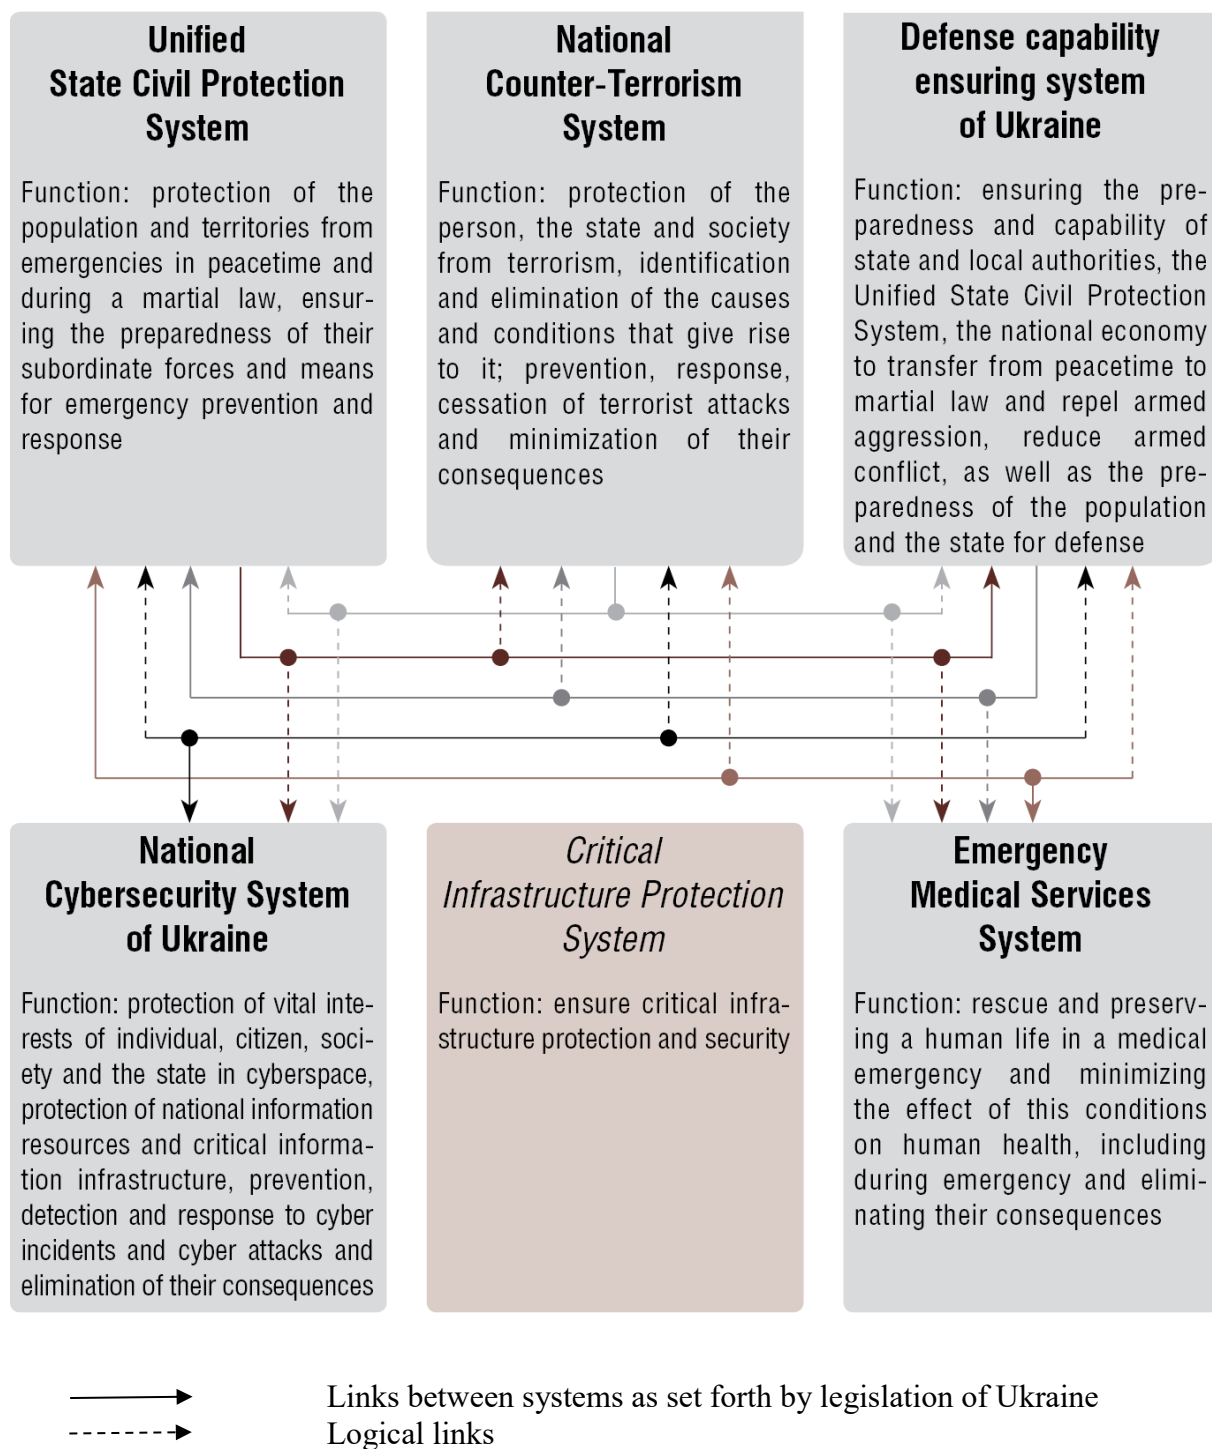 Unified
State Civil Protection
System
Function: protection of the
population and territories from
emergencies in peacetime and
during a martial law, ensur-
ing the preparedness of their
subordinate forces and means
for emergency prevention and
response
National
Counter-Terrorism
System
Function: protection of the
person, the state and society
from terrorism, identification
and elimination of the causes
and conditions that give rise
to it; prevention, response,
cessation of terrorist attacks
and minimization of their
consequences
Defense capability
ensuring system
of Ukraine
Function: ensuring the pre-
paredness and capability of
state and local authorities, the
Unified State Civil Protection
System, the national economy
to transfer from peacetime to
martial law and repel armed
aggression, reduce armed
conflict, as well as the pre-
paredness of the population
and the state for defense
National
Cybersecurity System
of Ukraine
Function: protection of vital inte-
rests of individual, citizen, soci-
ety and the state in cyberspace,
protection of national information
resources and critical informa-
tion infrastructure, prevention,
detection and response to cyber
incidents and cyber attacks and
elimination of their consequences
Critical
Infrastructure Protection
System
Function: ensure critical infra-
structure protection and security
Emergency
Medical Services
System
Function: rescue and preserv-
ing a human life in a medical
emergency and minimizing
the effect of this conditions
on human health, including
during emergency and elimi-
nating their consequences
Links between systems as set forth by legislation of Ukraine
Logical links